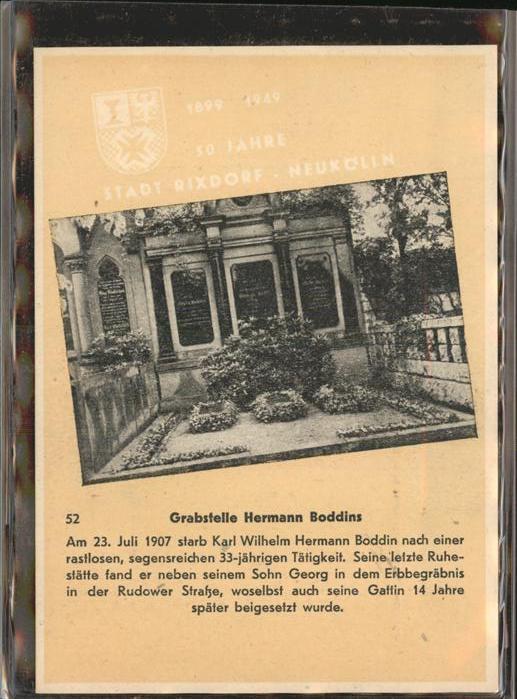 1899 1949
50 JAHRE
STADT RIXDORF - NEUKÖLLN
52 Grabstelle Hermann Boddins
Am 23. Juli 1907 starb Karl Wilhelm Hermann Boddin nach einer
rastlosen, segensreichen 33-jährigen Tätigkeit. Seine letzte Ruhe-
stätte fand er neben seinem Sohn Georg in dem Erbbegräbnis
in der Rudower Straße, woselbst auch seine Gattin 14 Jahre
später beigesetzt wurde.